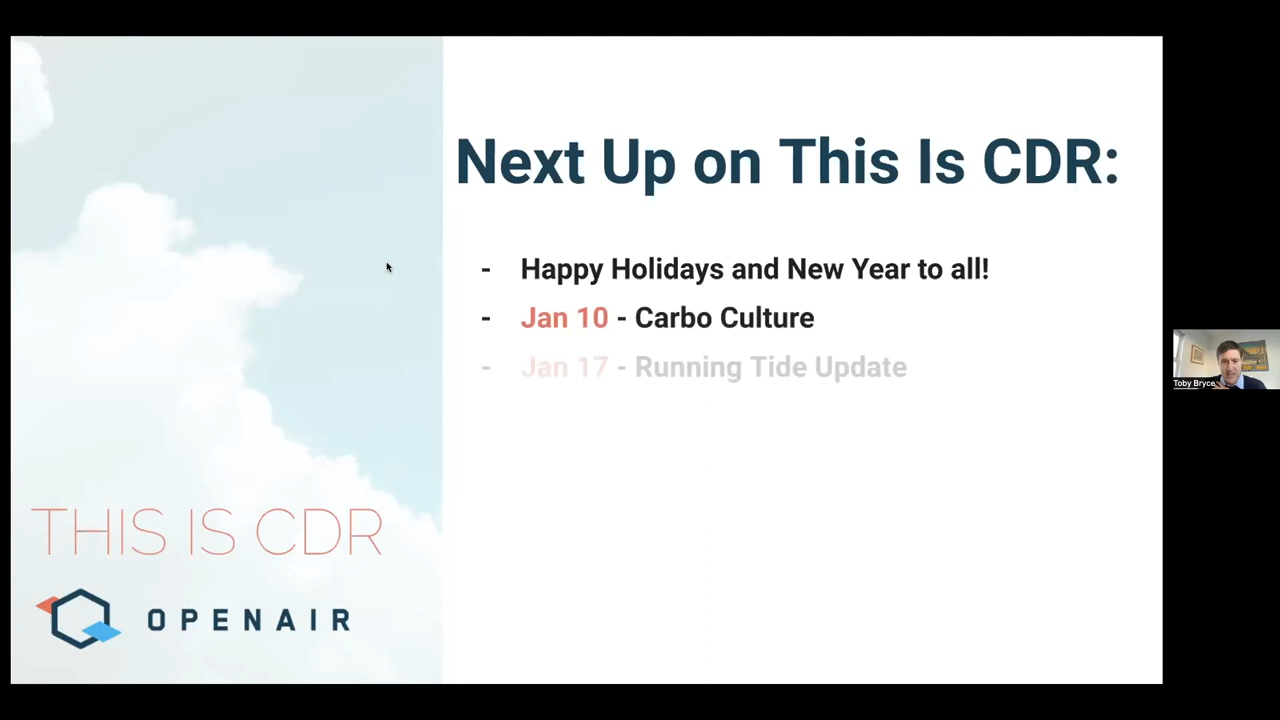 Next Up on This Is CDR:
- Happy Holidays and New Year to all!
- Jan 10 - Carbo Culture
- Jan 17 - Running Tide Update
Toby Bryce
THIS IS CDR
OPENAIR